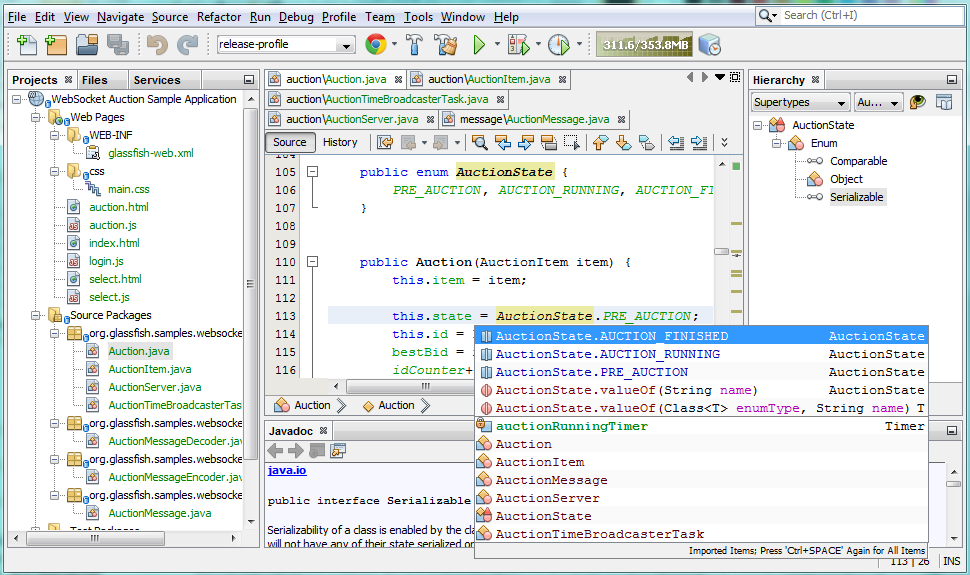 File Edit View Navigate Source Refactor Run Debug Profile Team Tools Window Help
Search (Ctrl+I)
release-profile
311.6/353.8MB
Projects Files Services
WebSocket Auction Sample Application
Web Pages
WEB-INF
glassfish-web.xml
css
main.css
auction.html
auction.js
index.html
login.js
select.html
select.js
Source Packages
org.glassfish.samples.websocke
Auction.java
AuctionItem.java
AuctionServer.java
AuctionTimeBroadcasterTas
org.glassfish.samples.websocke
AuctionMessageDecoder.jav
org.glassfish.samples.websocke
AuctionMessageEncoder.jav
org.glassfish.samples.websocke
AuctionMessage.java
Test Packages
auction\Auction.java auction\AuctionItem.java
auction\AuctionTimeBroadcasterTask.java
auction\AuctionServer.java message\AuctionMessage.java
Source History
104
105 public enum AuctionState {
106 PRE_AUCTION, AUCTION_RUNNING, AUCTION_FI
107 }
108
109
110 public Auction(AuctionItem item) {
111 this.item = item;
112
113 this.state = AuctionState.PRE_AUCTION;
114 this.id =
115 bestBid =
116 idCounter+
AuctionState.AUCTION_FINISHED AuctionState
AuctionState.AUCTION_RUNNING AuctionState
AuctionState.PRE_AUCTION AuctionState
AuctionState.valueOf(String name) AuctionState
AuctionState.valueOf(Class<T> enumType, String name) T
auctionRunningTimer Timer
Auction
AuctionItem
AuctionMessage
AuctionServer
AuctionState
AuctionTimeBroadcasterTask
Imported Items; Press 'Ctrl+SPACE' Again for All Items
Auction Auction
Javadoc
java.io
public interface Serializable
Serializability of a class is enabled by the cla
will not have any of their state serialized or
Hierarchy
Supertypes Au...
AuctionState
Enum
Comparable
Object
Serializable
113 | 26 INS